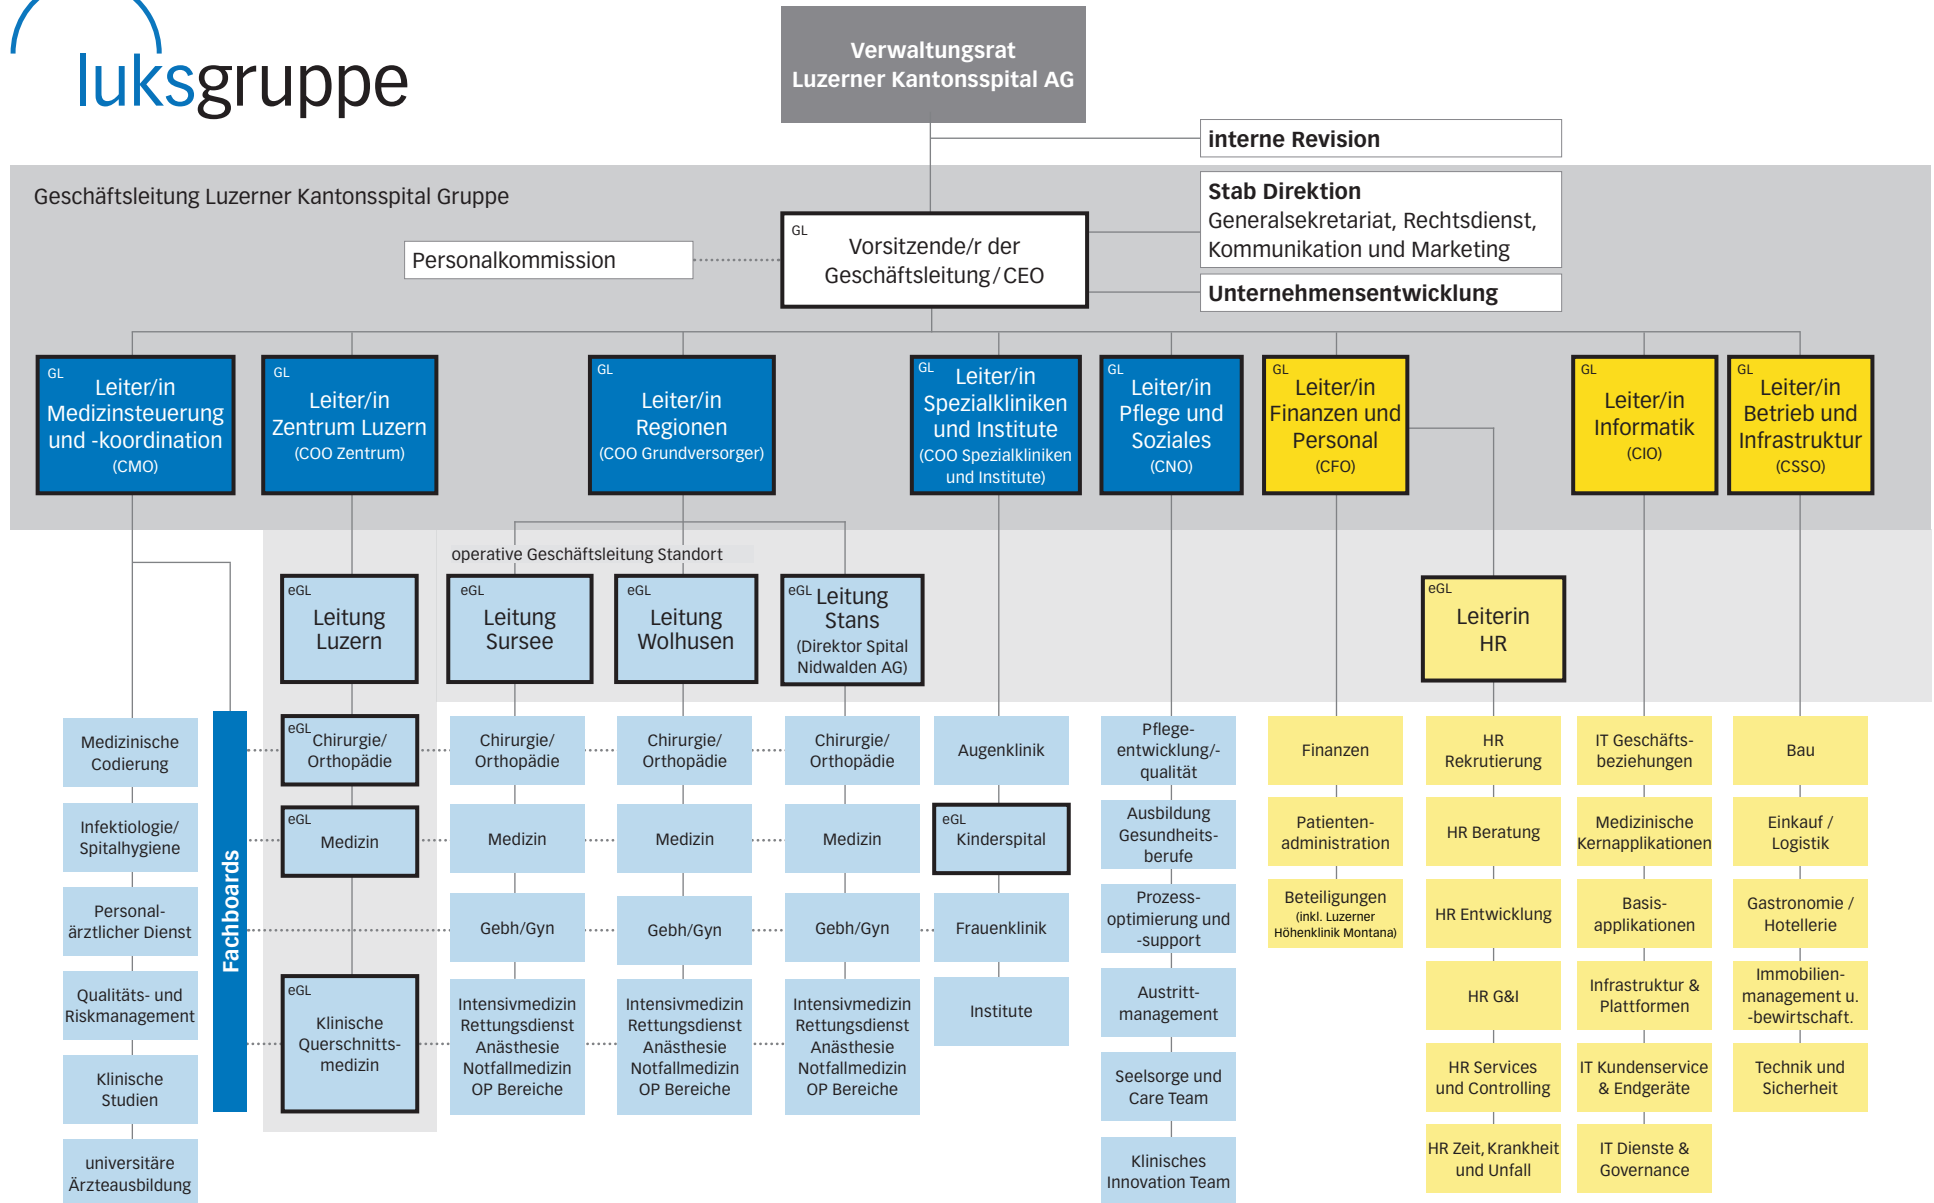 luksgruppe
Verwaltungsrat
Luzerner Kantonsspital AG
interne Revision
Geschäftsleitung Luzerner Kantonsspital Gruppe
Stab Direktion
Generalsekretariat, Rechtsdienst,
Kommunikation und Marketing
GL
Vorsitzende/r der
Geschäftsleitung/CEO
Personalkommission
Unternehmensentwicklung
GL
Leiter/in
Medizinsteuerung
und -koordination
(CMO)
GL
Leiter/in
Zentrum Luzern
(COO Zentrum)
GL
Leiter/in
Regionen
(COO Grundversorger)
GL
Leiter/in
Spezialkliniken
und Institute
(COO Spezialkliniken
und Institute)
GL
Leiter/in
Pflege und
Soziales
(CNO)
GL
Leiter/in
Finanzen und
Personal
(CFO)
GL
Leiter/in
Informatik
(CIO)
GL
Leiter/in
Betrieb und
Infrastruktur
(CSSO)
operative Geschäftsleitung Standort
eGL
Leitung
Luzern
eGL
Leitung
Sursee
eGL
Leitung
Wolhusen
eGL
Leitung
Stans
(Direktor Spital
Nidwalden AG)
eGL
Leiterin
HR
Medizinische
Codierung
Infektiologie/
Spitalhygiene
Personal-
ärztlicher Dienst
Qualitäts- und
Riskmanagement
Klinische
Studien
universitäre
Ärzteausbildung
Fachboards
eGL
Chirurgie/
Orthopädie
eGL
Medizin
eGL
Klinische
Querschnitts-
medizin
Chirurgie/
Orthopädie
Medizin
Gebh/Gyn
Intensivmedizin
Rettungsdienst
Anästhesie
Notfallmedizin
OP Bereiche
Chirurgie/
Orthopädie
Medizin
Gebh/Gyn
Intensivmedizin
Rettungsdienst
Anästhesie
Notfallmedizin
OP Bereiche
Chirurgie/
Orthopädie
Medizin
Gebh/Gyn
Intensivmedizin
Rettungsdienst
Anästhesie
Notfallmedizin
OP Bereiche
Augenklinik
eGL
Kinderspital
Frauenklinik
Institute
Pflege-
entwicklung/-
qualität
Ausbildung
Gesundheits-
berufe
Prozess-
optimierung und
-support
Austritt-
management
Seelsorge und
Care Team
Klinisches
Innovation Team
Finanzen
Patienten-
administration
Beteiligungen
(inkl. Luzerner
Höhenklinik Montana)
HR
Rekrutierung
HR Beratung
HR Entwicklung
HR G&I
HR Services
und Controlling
HR Zeit, Krankheit
und Unfall
IT Geschäfts-
beziehungen
Medizinische
Kernapplikationen
Basis-
applikationen
Infrastruktur &
Plattformen
IT Kundenservice
& Endgeräte
IT Dienste &
Governance
Bau
Einkauf /
Logistik
Gastronomie /
Hotellerie
Immobilien-
management u.
-bewirtschaft.
Technik und
Sicherheit